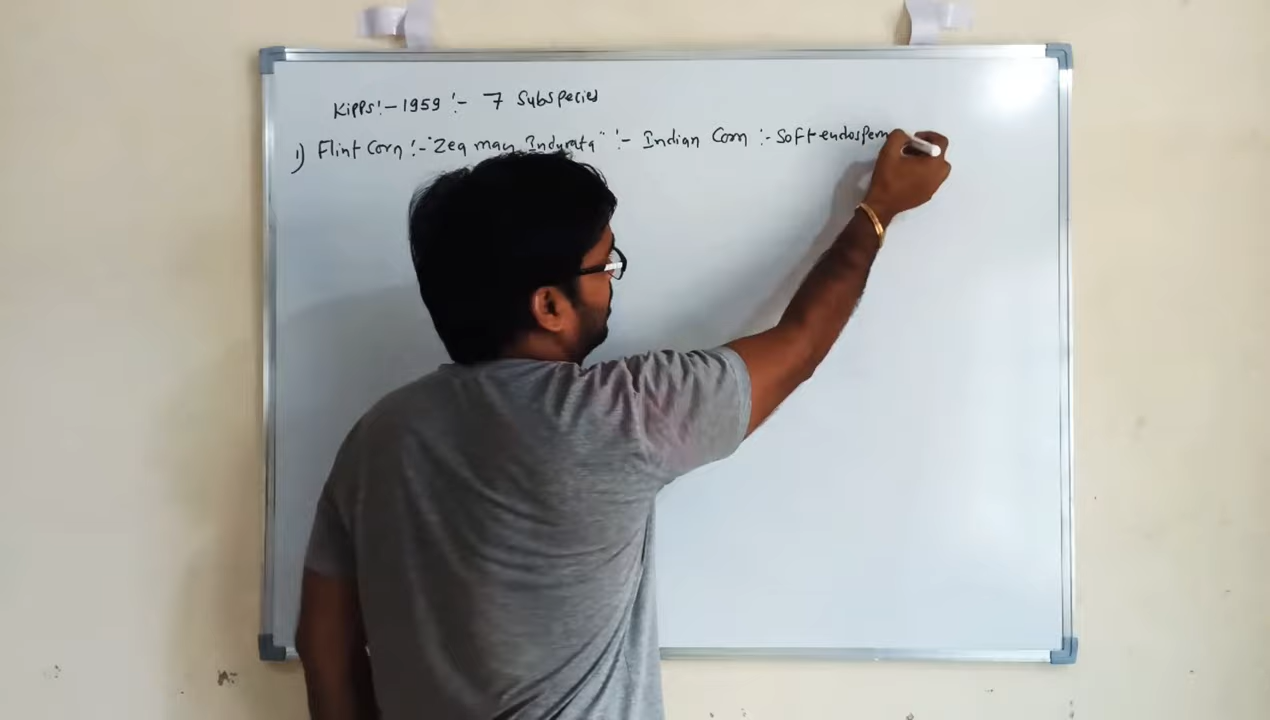 Kipps:-1959 :- 7 Subspecies
1) Flint Corn :- "Zea may Indurata" :- Indian Corn :- Soft endosperm